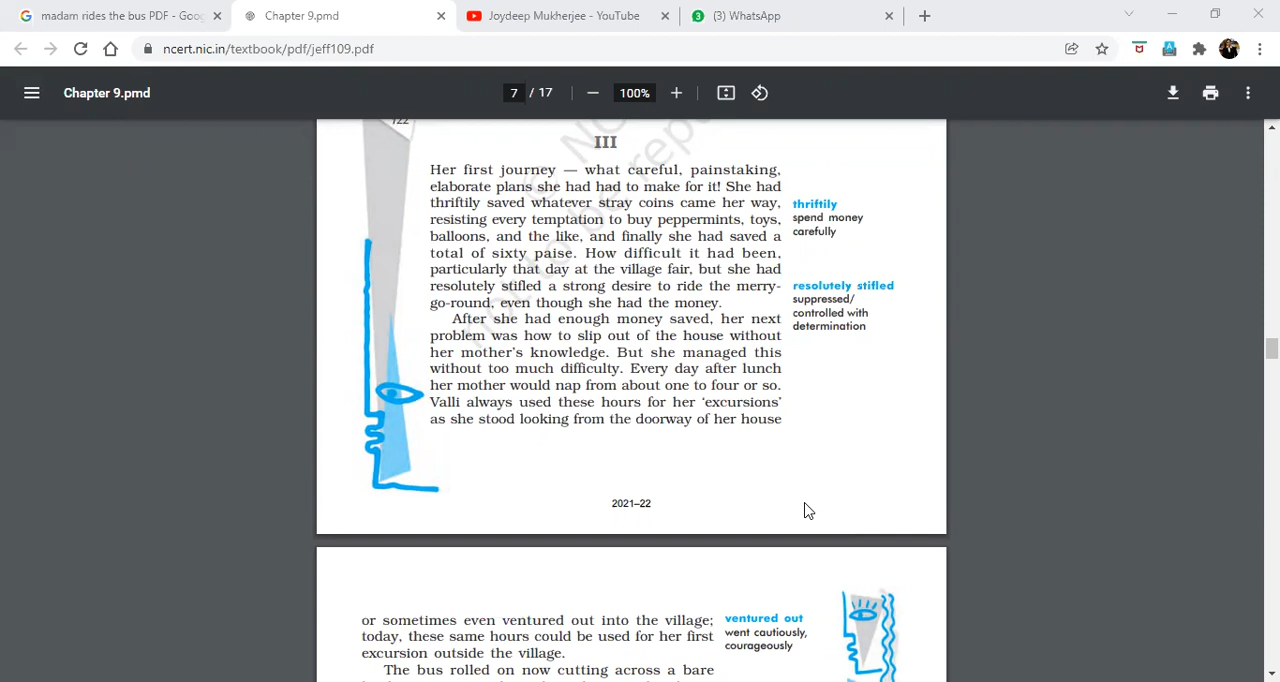 madam rides the bus PDF - Goo
Chapter 9.pmd
Joydeep Mukherjee - YouTube
(3) WhatsApp
ncert.nic.in/textbook/pdf/jeff109.pdf
Chapter 9.pmd
7 / 17
100%
122
III
Her first journey — what careful, painstaking,
elaborate plans she had had to make for it! She had
thriftily saved whatever stray coins came her way,
resisting every temptation to buy peppermints, toys,
balloons, and the like, and finally she had saved a
total of sixty paise. How difficult it had been,
particularly that day at the village fair, but she had
resolutely stifled a strong desire to ride the merry-
go-round, even though she had the money.
After she had enough money saved, her next
problem was how to slip out of the house without
her mother's knowledge. But she managed this
without too much difficulty. Every day after lunch
her mother would nap from about one to four or so.
Valli always used these hours for her ‘excursions’
as she stood looking from the doorway of her house
thriftily
spend money
carefully
resolutely stifled
suppressed/
controlled with
determination
2021–22
or sometimes even ventured out into the village;
today, these same hours could be used for her first
excursion outside the village.
The bus rolled on now cutting across a bare
ventured out
went cautiously,
courageously